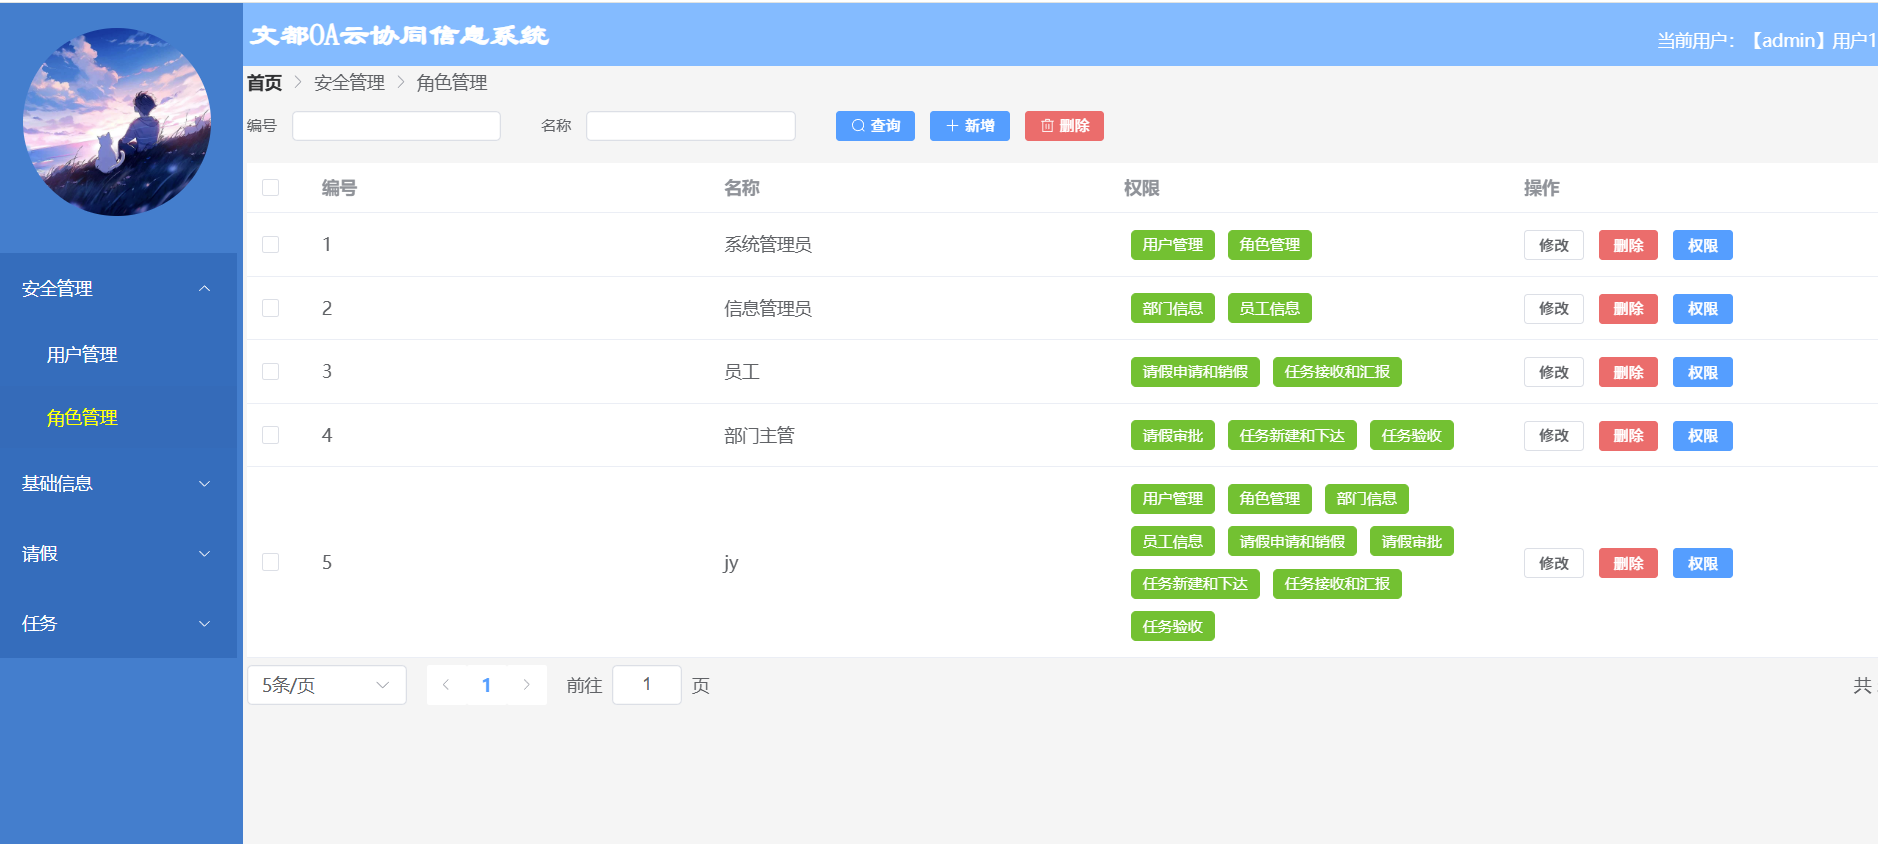 文都OA云协同信息系统
当前用户：【admin】用户1
首页 > 安全管理 > 角色管理
编号 名称 查询 新增 删除
安全管理
用户管理
角色管理
基础信息
请假
任务
编号 名称 权限 操作
1 系统管理员 用户管理 角色管理 修改 删除 权限
2 信息管理员 部门信息 员工信息 修改 删除 权限
3 员工 请假申请和销假 任务接收和汇报 修改 删除 权限
4 部门主管 请假审批 任务新建和下达 任务验收 修改 删除 权限
5 jy 用户管理 角色管理 部门信息
员工信息 请假申请和销假 请假审批 修改 删除 权限
任务新建和下达 任务接收和汇报
任务验收
5条/页 1 前往 1 页 共